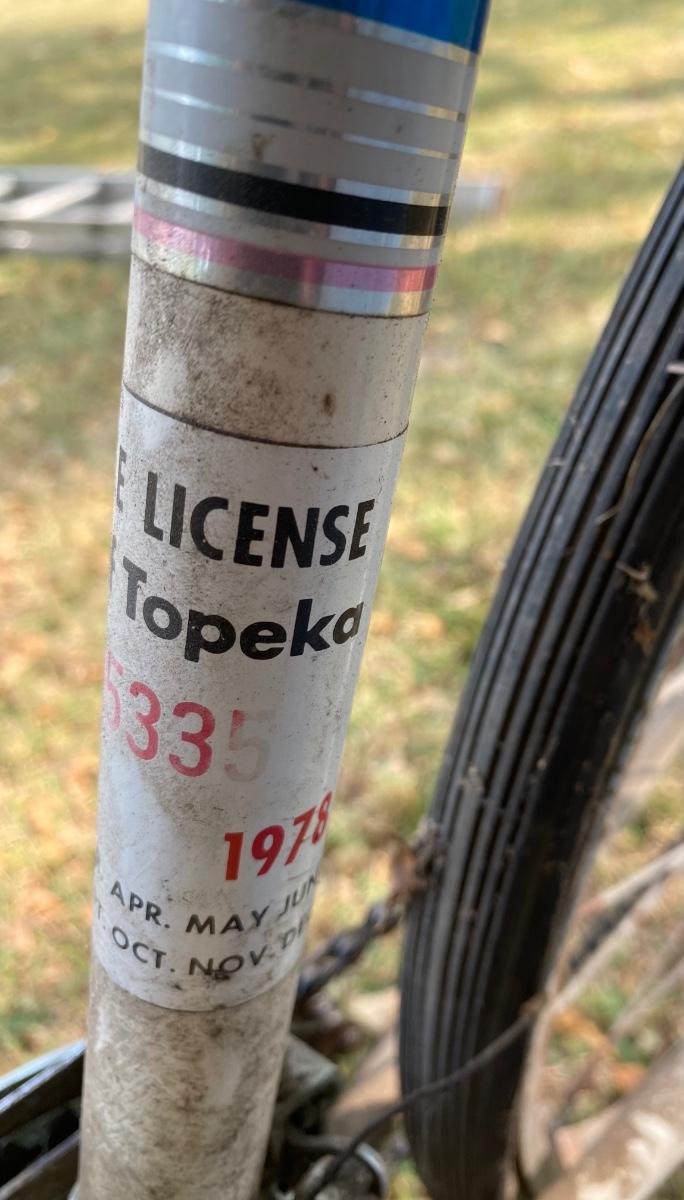 E LICENSE
Topeka
5335
1978
APR. MAY JUN
T. OCT. NOV. DE